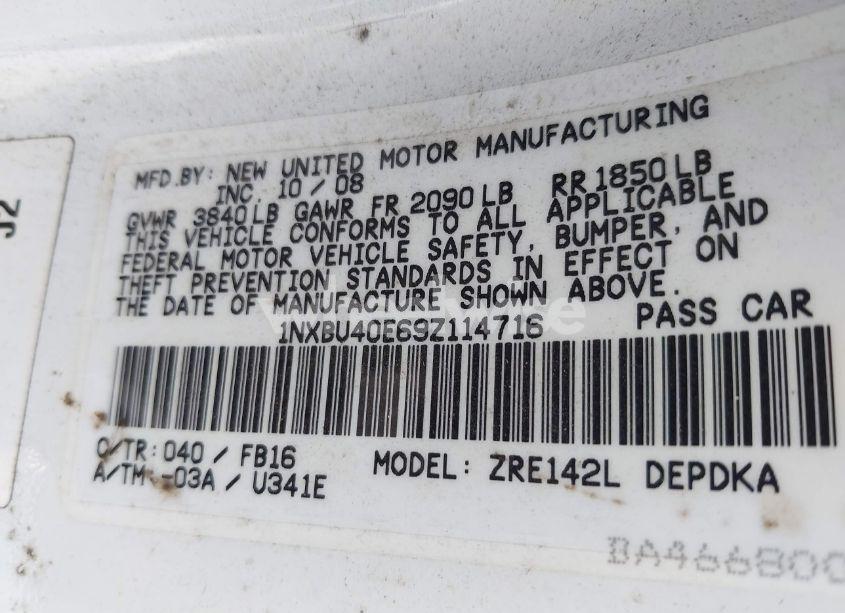 J2
MFD.BY: NEW UNITED MOTOR MANUFACTURING
INC. 10 / 08
GVWR 3840 LB GAWR FR 2090 LB RR 1850 LB
THIS VEHICLE CONFORMS TO ALL APPLICABLE
FEDERAL MOTOR VEHICLE SAFETY, BUMPER, AND
THEFT PREVENTION STANDARDS IN EFFECT ON
THE DATE OF MANUFACTURE SHOWN ABOVE.
1NXBU40E69Z114716 PASS CAR
C/TR: 040 / FB16
A/TM: -03A / U341E
MODEL: ZRE142L DEPDKA
BA466B00